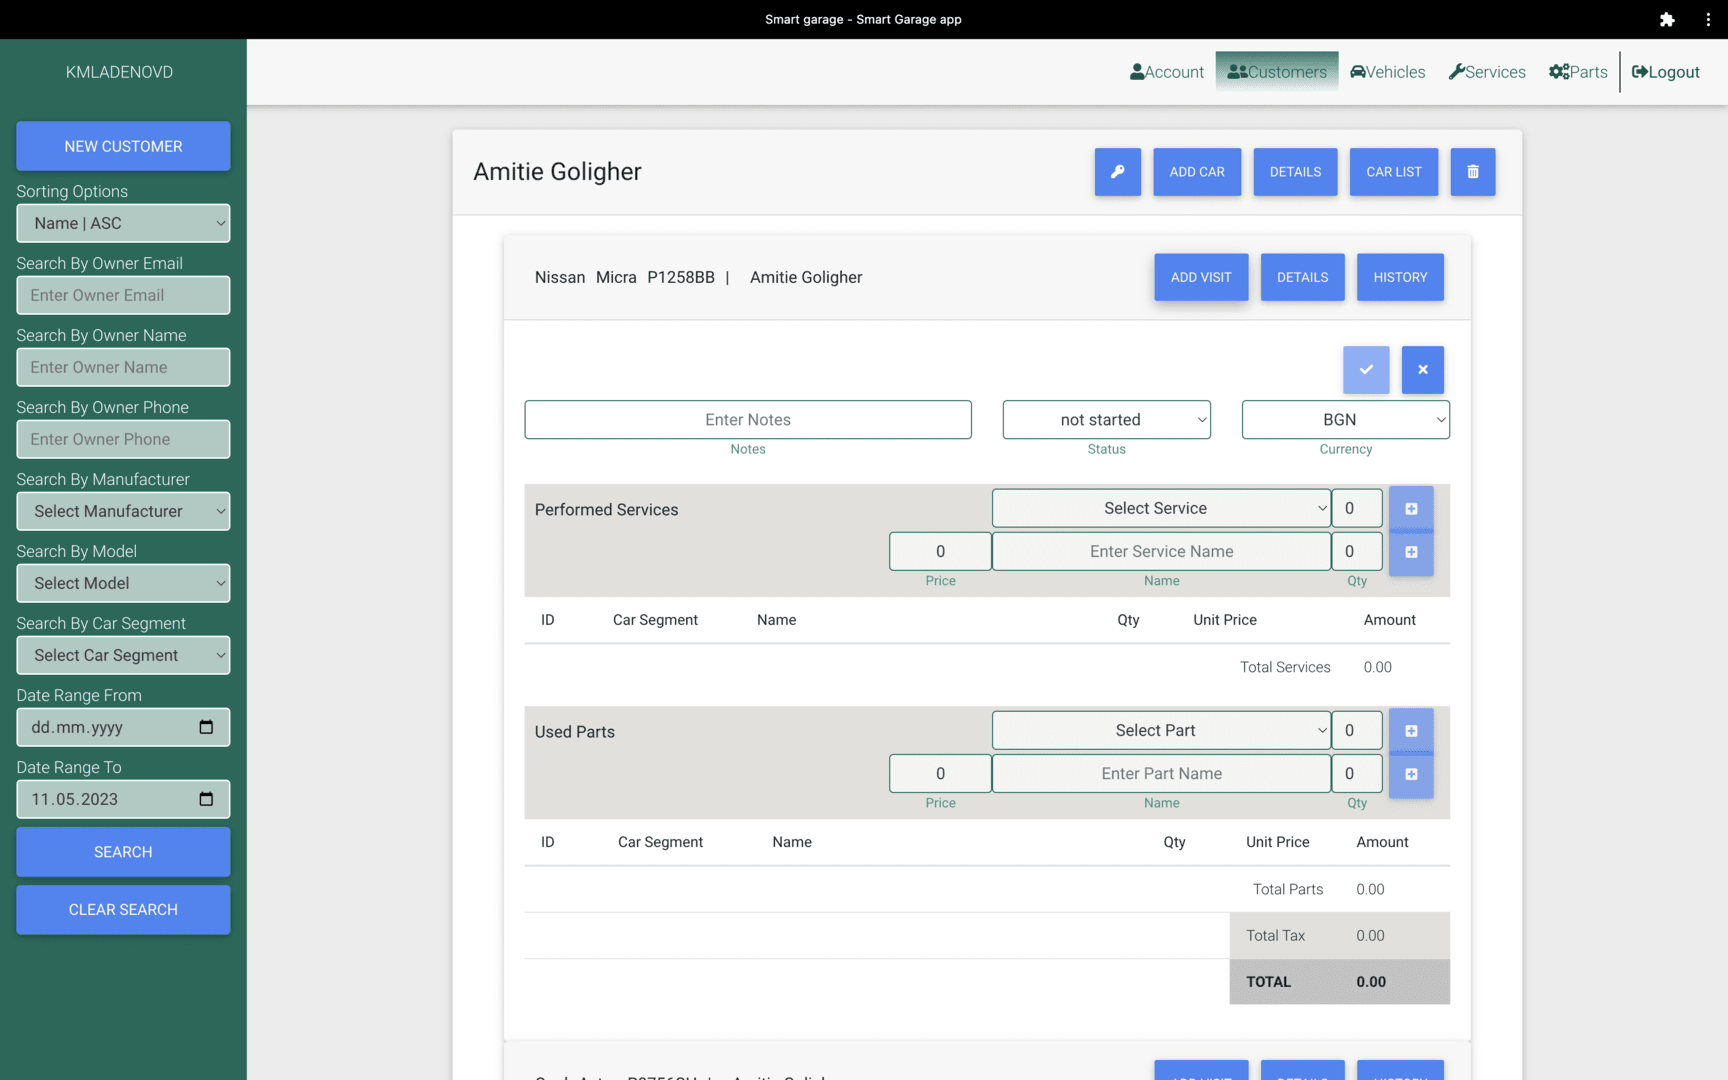 Smart garage - Smart Garage app
KMLADENOVD
Account Customers Vehicles Services Parts Logout
NEW CUSTOMER
Sorting Options
Name | ASC
Search By Owner Email
Enter Owner Email
Search By Owner Name
Enter Owner Name
Search By Owner Phone
Enter Owner Phone
Search By Manufacturer
Select Manufacturer
Search By Model
Select Model
Search By Car Segment
Select Car Segment
Date Range From
dd.mm.yyyy
Date Range To
11.05.2023
SEARCH
CLEAR SEARCH
Amitie Goligher
ADD CAR DETAILS CAR LIST
Nissan Micra P1258BB | Amitie Goligher
ADD VISIT DETAILS HISTORY
Enter Notes not started BGN
Notes Status Currency
Performed Services Select Service 0
0 Enter Service Name 0
Price Name Qty
ID Car Segment Name Qty Unit Price Amount
Total Services 0.00
Used Parts Select Part 0
0 Enter Part Name 0
Price Name Qty
ID Car Segment Name Qty Unit Price Amount
Total Parts 0.00
Total Tax 0.00
TOTAL 0.00